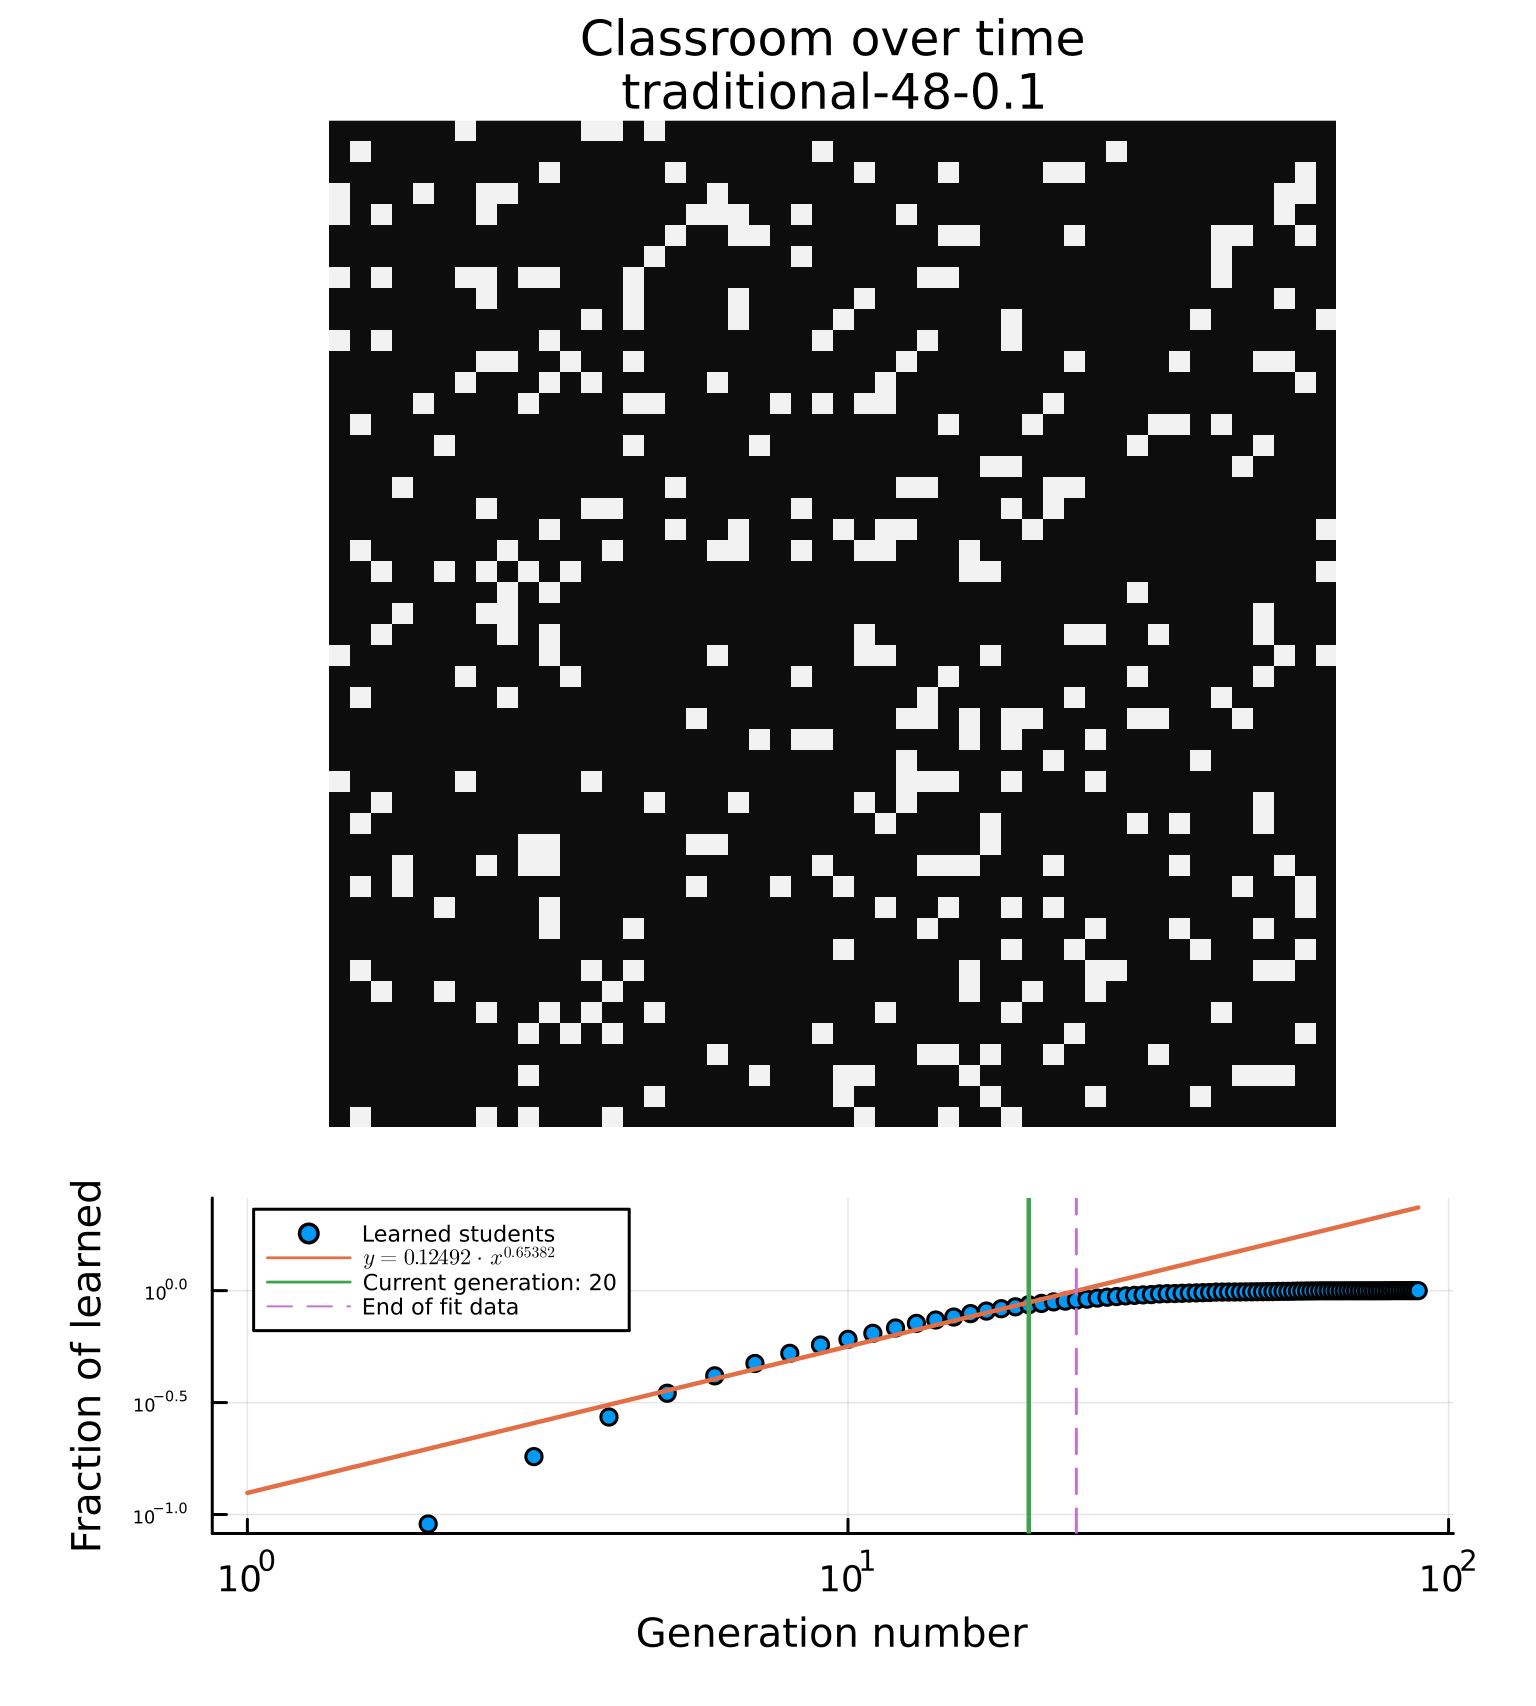 Classroom over time
traditional-48-0.1
Fraction of learned
Learned students
y = 0.12492 · x^0.65382
Current generation: 20
End of fit data
10^0.0
10^−0.5
10^−1.0
10^0 10^1 10^2
Generation number